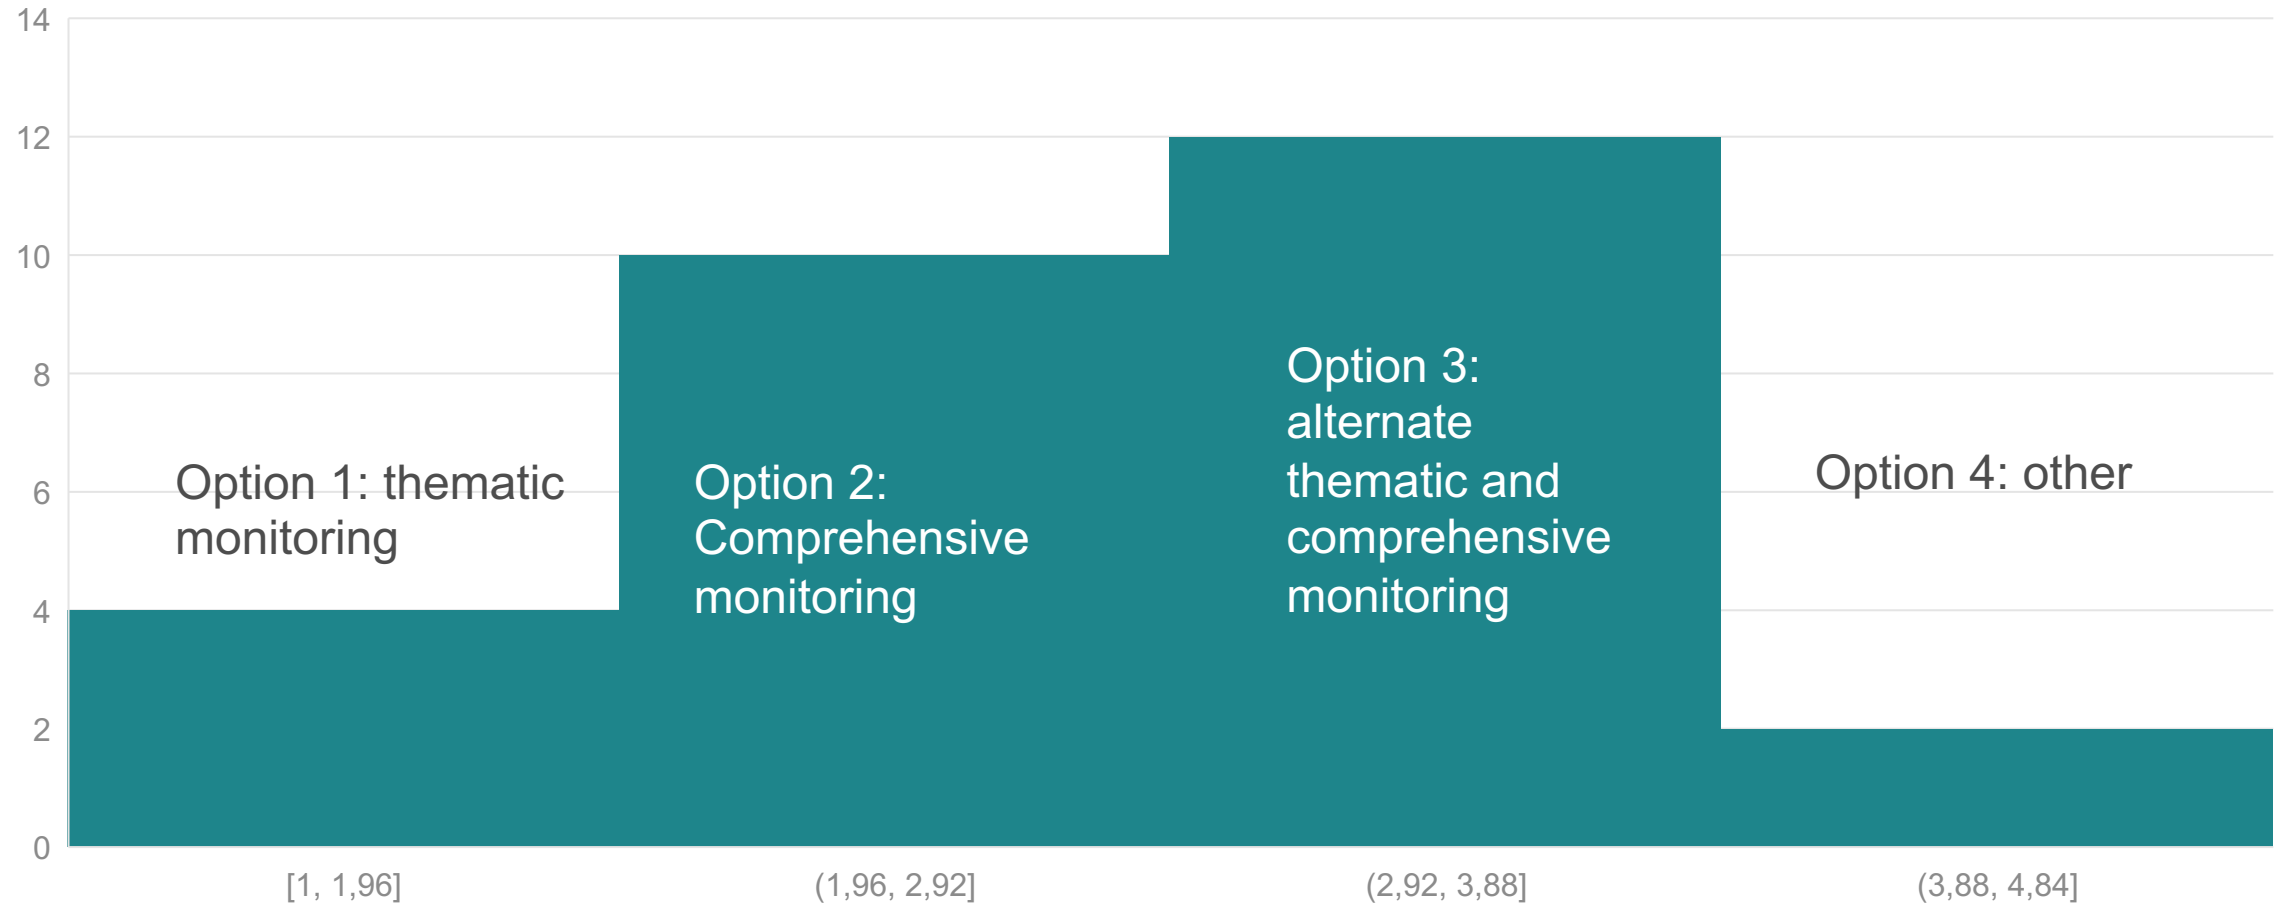 14
12
10
8
6
4
2
0
Option 1: thematic
monitoring
Option 2:
Comprehensive
monitoring
Option 3:
alternate
thematic and
comprehensive
monitoring
Option 4: other
[1, 1,96]
(1,96, 2,92]
(2,92, 3,88]
(3,88, 4,84]